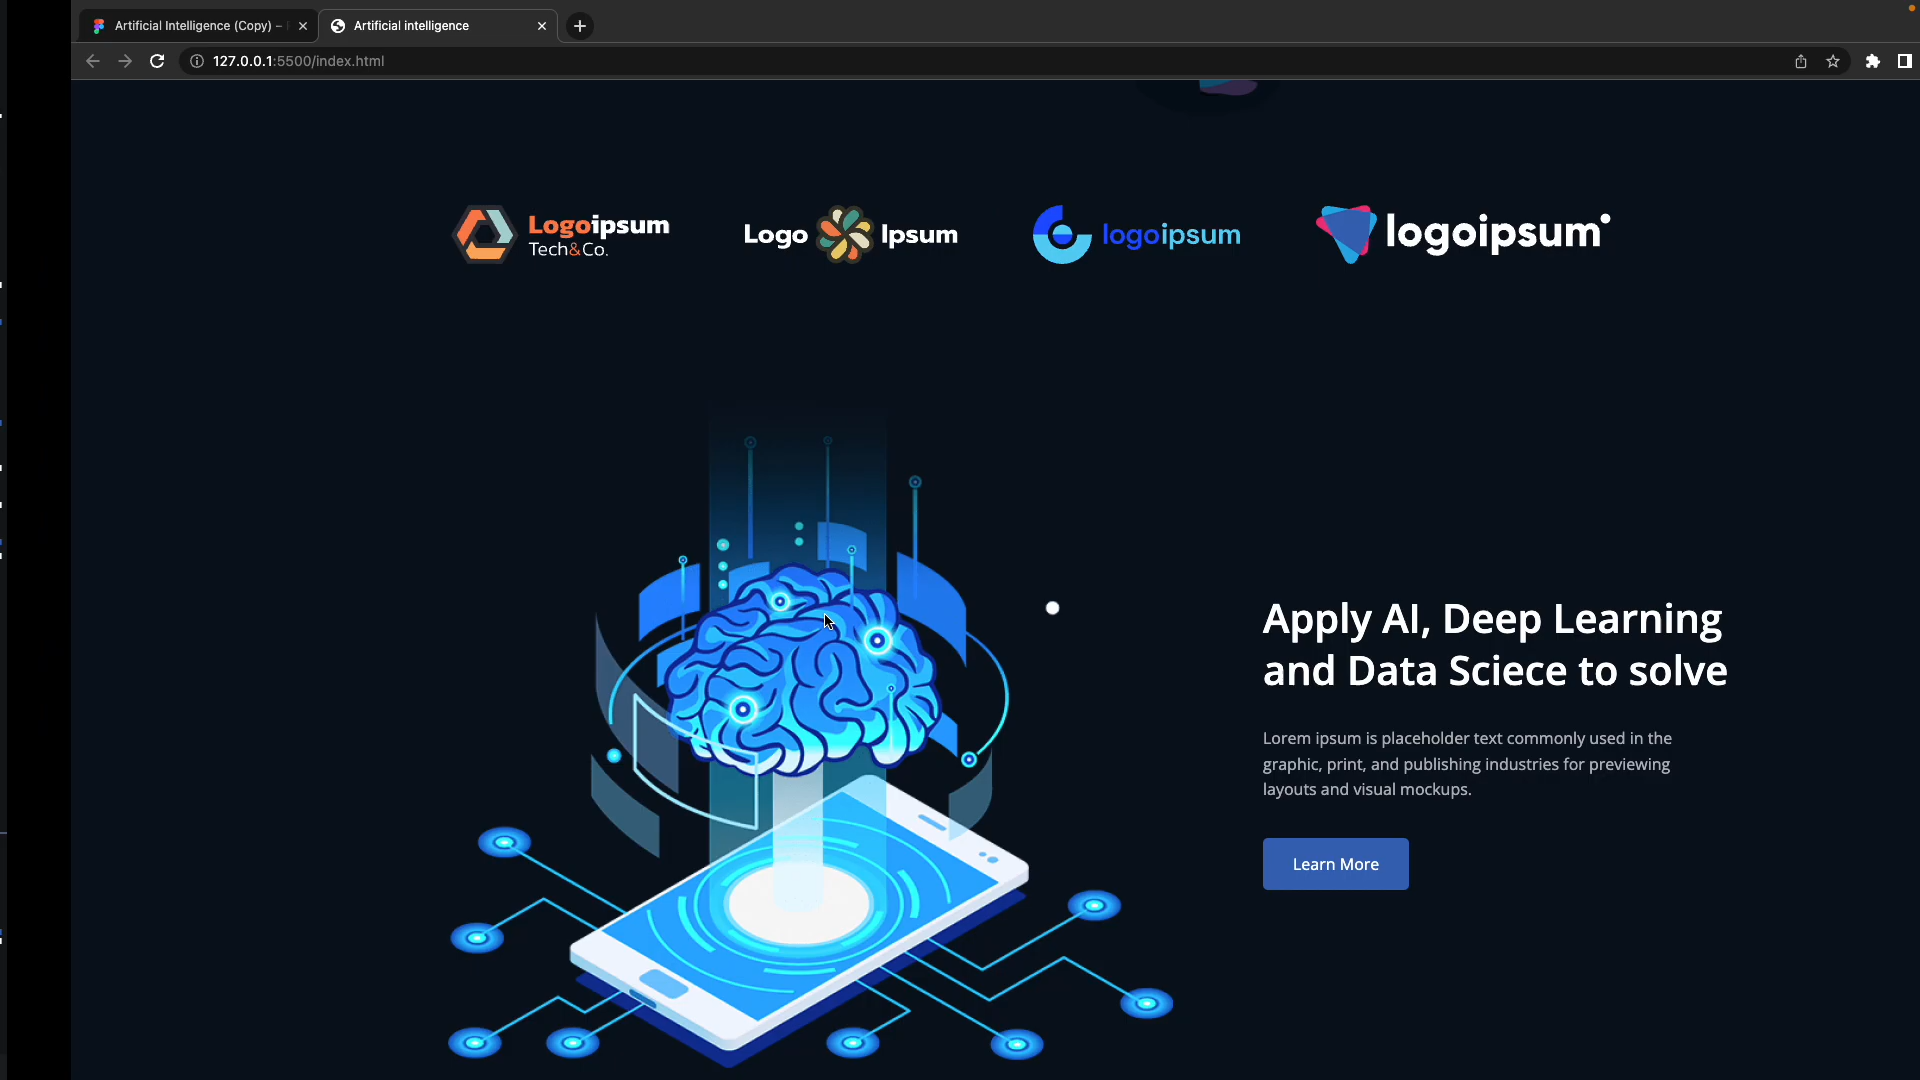 Artificial Intelligence (Copy) –
Artificial intelligence
127.0.0.1:5500/index.html
Logoipsum
Tech&Co.
Logo Ipsum
logoipsum
logoipsum
Apply AI, Deep Learning
and Data Sciece to solve
Lorem ipsum is placeholder text commonly used in the
graphic, print, and publishing industries for previewing
layouts and visual mockups.
Learn More